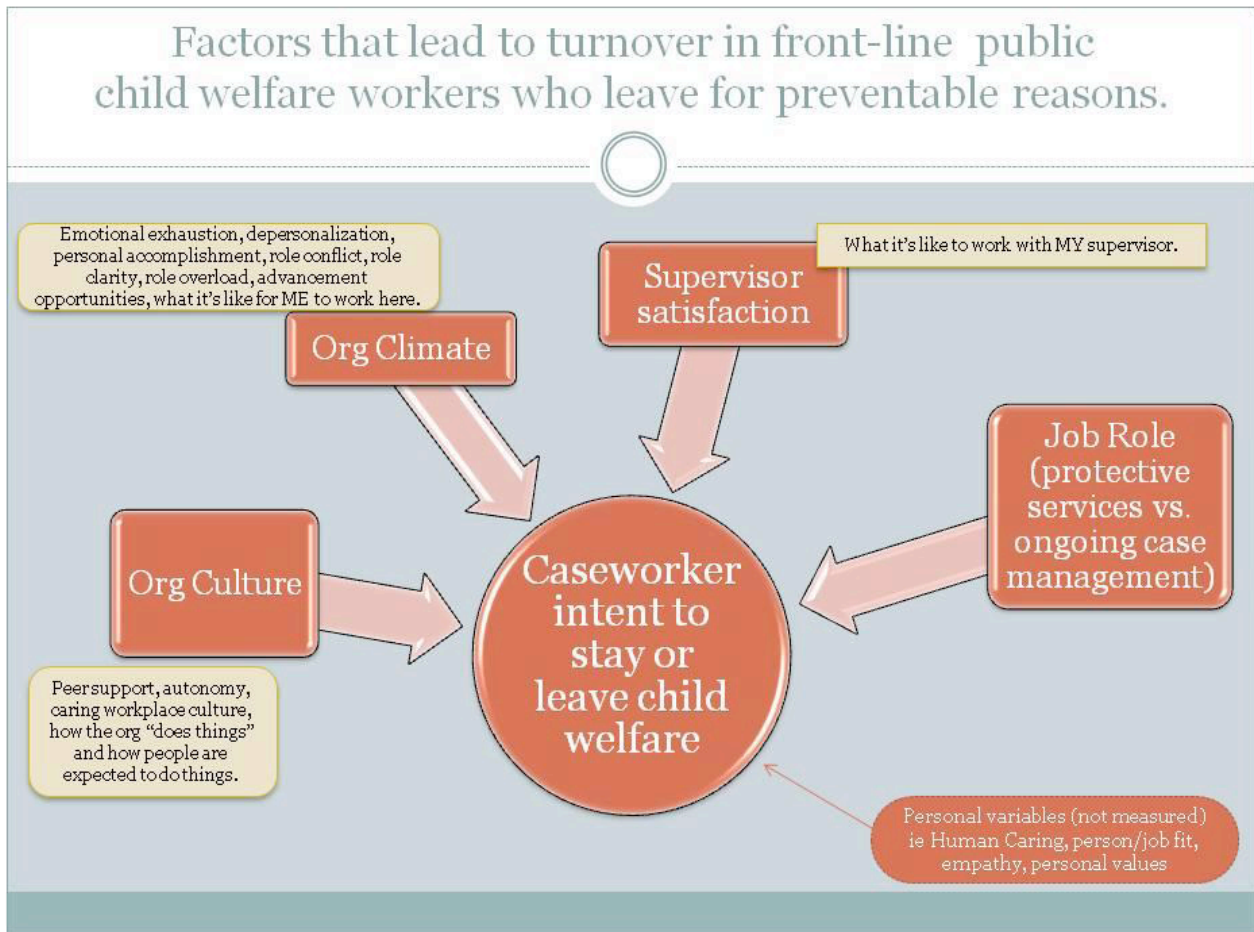 Factors that lead to turnover in front-line public
child welfare workers who leave for preventable reasons.
Emotional exhaustion, depersonalization,
personal accomplishment, role conflict, role
clarity, role overload, advancement
opportunities, what it's like for ME to work here.
Org Climate
What it's like to work with MY supervisor.
Supervisor
satisfaction
Job Role
(protective
services vs.
ongoing case
management)
Org Culture
Peer support, autonomy,
caring workplace culture,
how the org “does things”
and how people are
expected to do things.
Caseworker
intent to
stay or
leave child
welfare
Personal variables (not measured)
ie Human Caring, person/job fit,
empathy, personal values